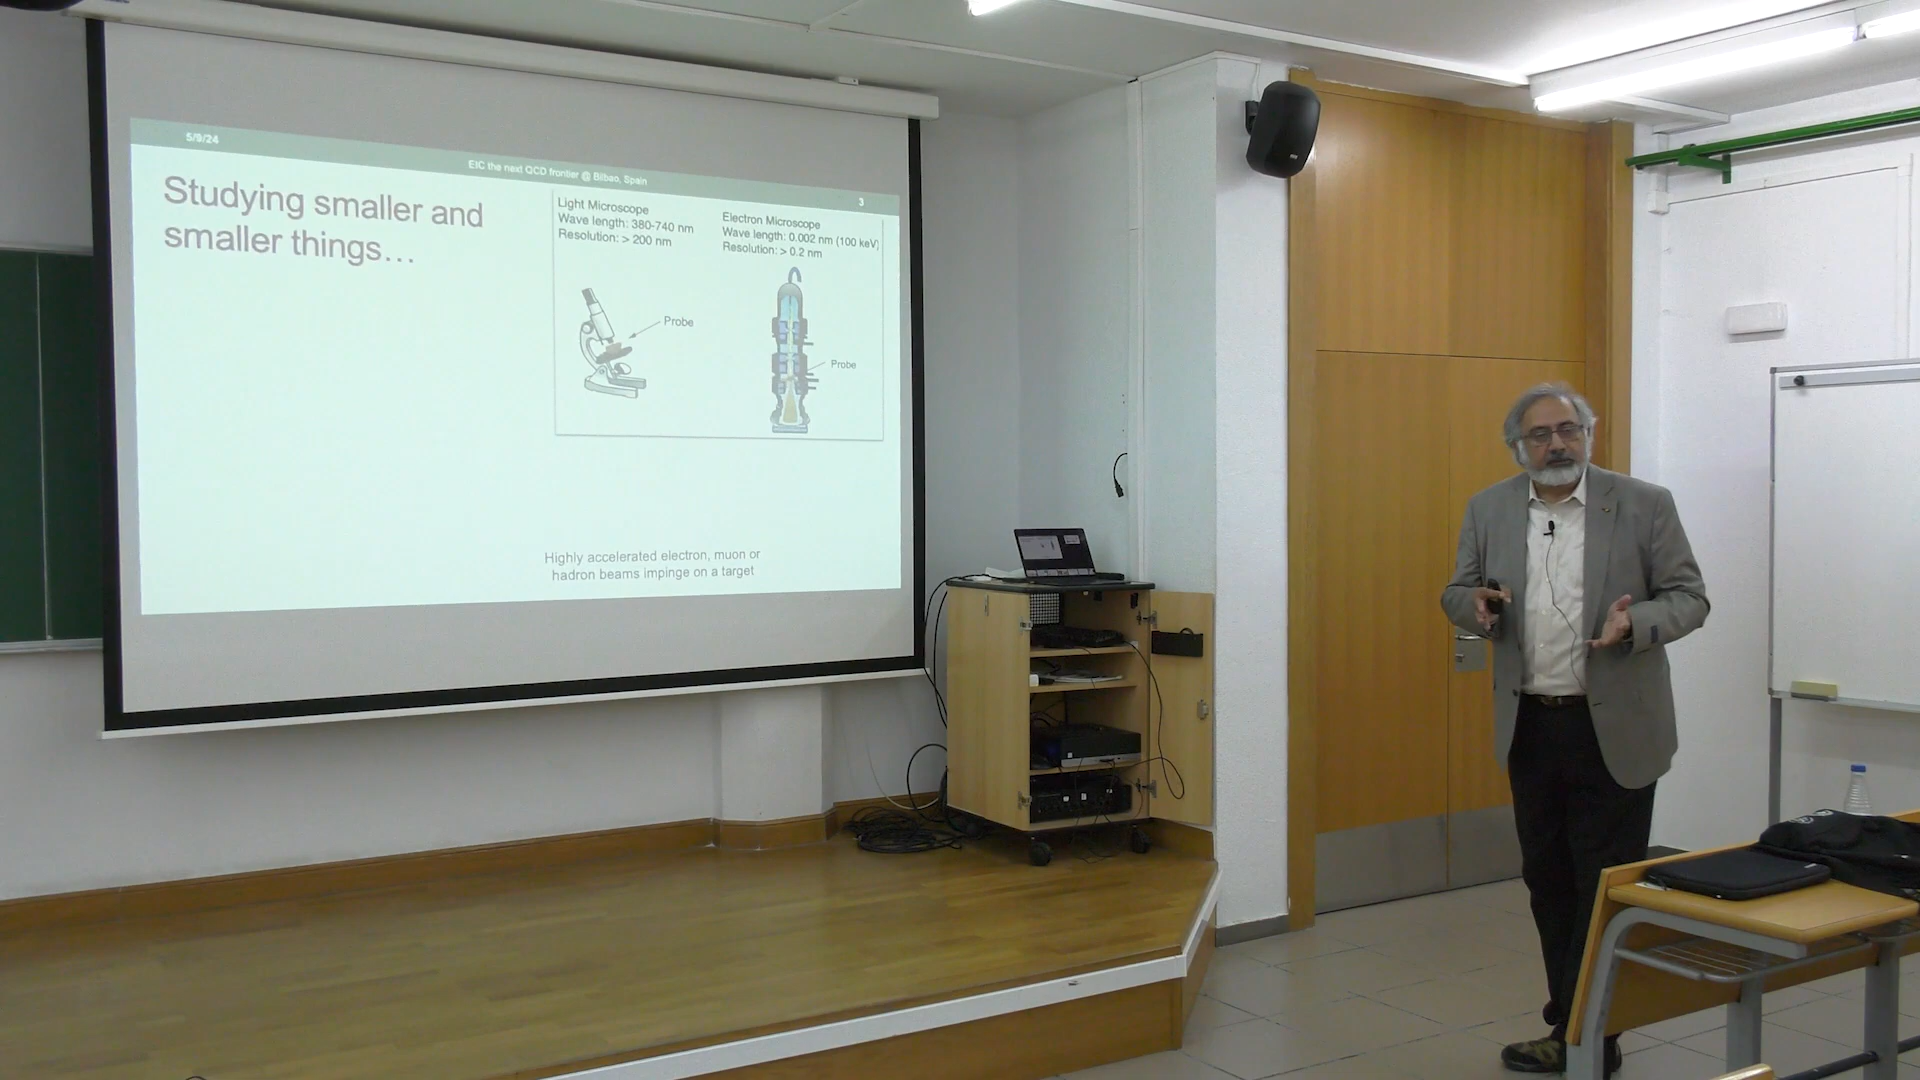 5/9/24
EIC the next QCD frontier @ Bilbao, Spain
3
Studying smaller and
smaller things…
Light Microscope
Wave length: 380-740 nm
Resolution: > 200 nm
Electron Microscope
Wave length: 0.002 nm (100 keV)
Resolution: > 0.2 nm
Probe
Probe
Highly accelerated electron, muon or
hadron beams impinge on a target